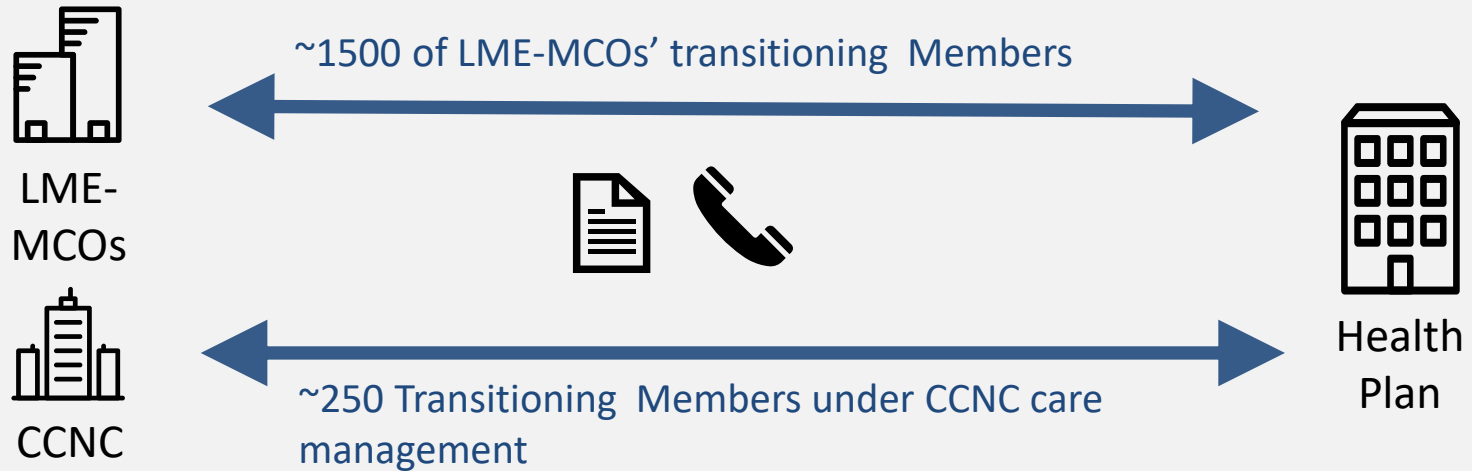 ~1500 of LME-MCOs’ transitioning  Members
LME-
MCOs
Health
Plan
~250 Transitioning  Members under CCNC care
management
CCNC